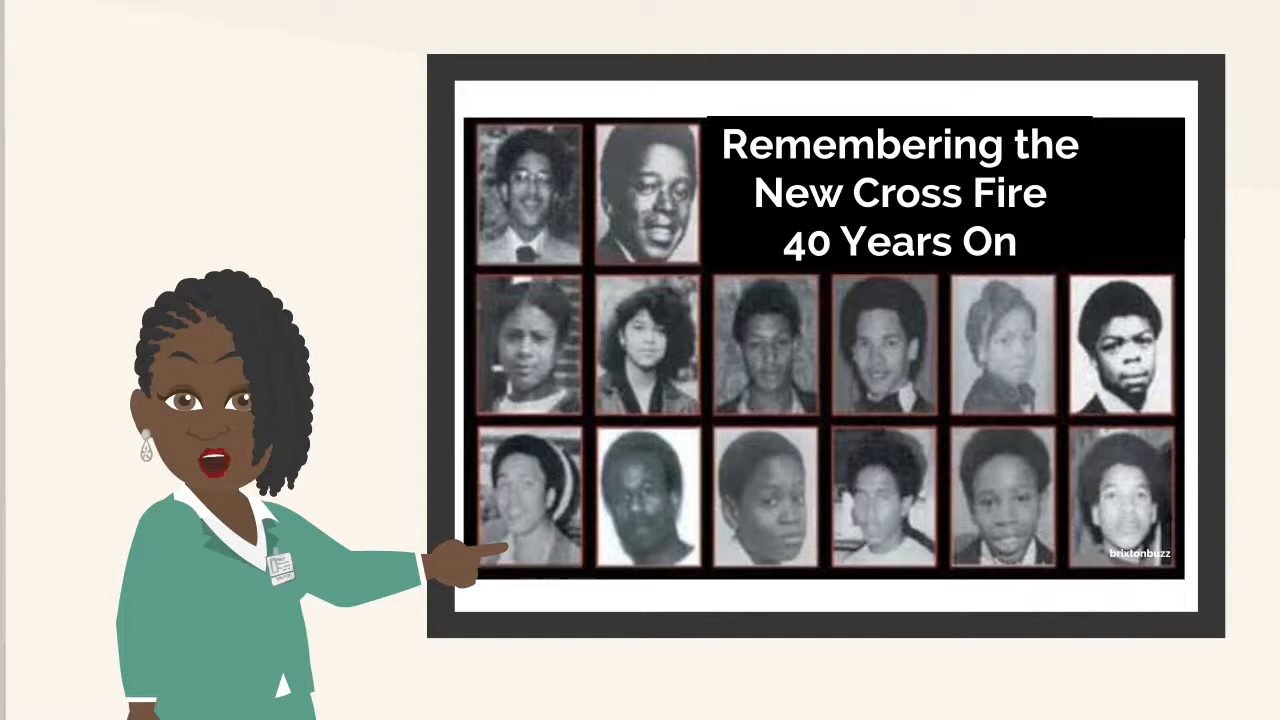 Remembering the
New Cross Fire
40 Years On
brixtonbuzz